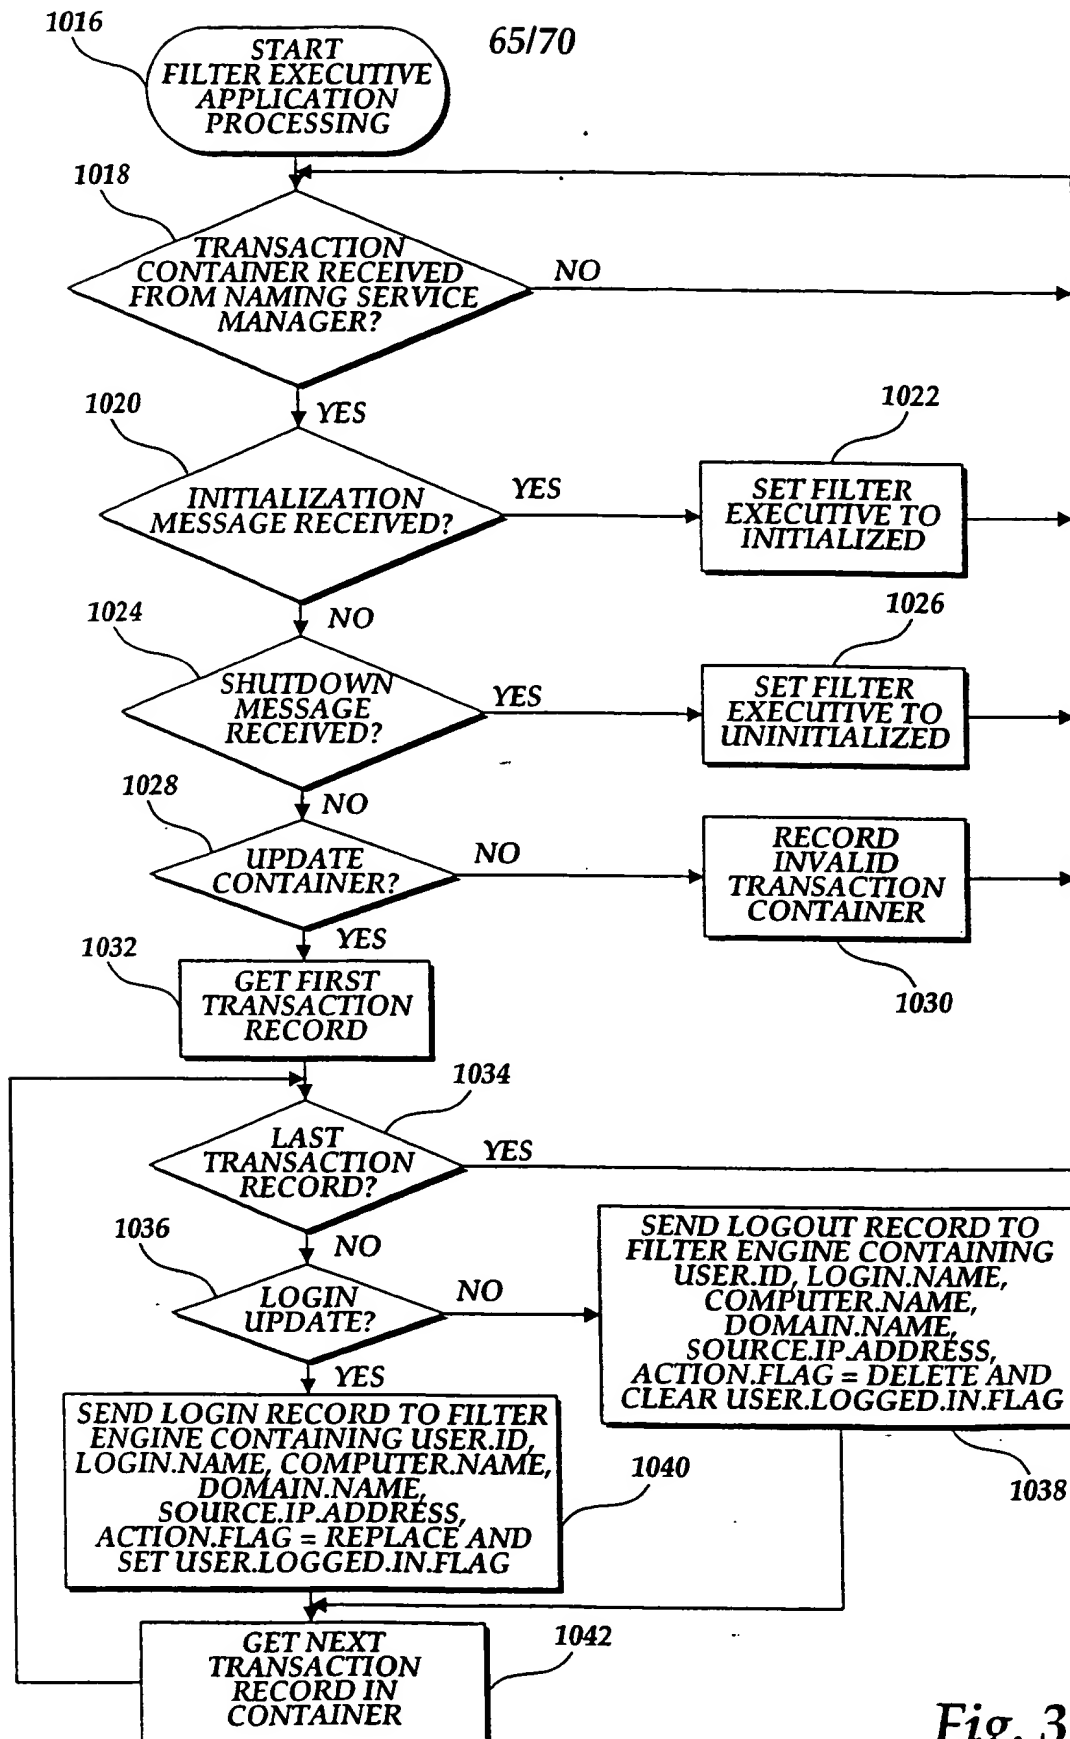 1016
65/70
START
FILTER EXECUTIVE
APPLICATION
PROCESSING
1018
TRANSACTION
CONTAINER RECEIVED
FROM NAMING SERVICE
MANAGER?
NO
YES
1020
INITIALIZATION
MESSAGE RECEIVED?
YES
1022
SET FILTER
EXECUTIVE TO
INITIALIZED
NO
1024
SHUTDOWN
MESSAGE
RECEIVED?
YES
1026
SET FILTER
EXECUTIVE TO
UNINITIALIZED
NO
1028
UPDATE
CONTAINER?
NO
RECORD
INVALID
TRANSACTION
CONTAINER
1030
YES
1032
GET FIRST
TRANSACTION
RECORD
1034
LAST
TRANSACTION
RECORD?
YES
NO
1036
LOGIN
UPDATE?
NO
SEND LOGOUT RECORD TO
FILTER ENGINE CONTAINING
USER.ID, LOGIN.NAME,
COMPUTER.NAME,
DOMAIN.NAME,
SOURCE.IP.ADDRESS,
ACTION.FLAG = DELETE AND
CLEAR USER.LOGGED.IN.FLAG
1038
YES
SEND LOGIN RECORD TO FILTER
ENGINE CONTAINING USER.ID,
LOGIN.NAME, COMPUTER.NAME,
DOMAIN.NAME,
SOURCE.IP.ADDRESS,
ACTION.FLAG = REPLACE AND
SET USER.LOGGED.IN.FLAG
1040
GET NEXT
TRANSACTION
RECORD IN
CONTAINER
1042
Fig. 3